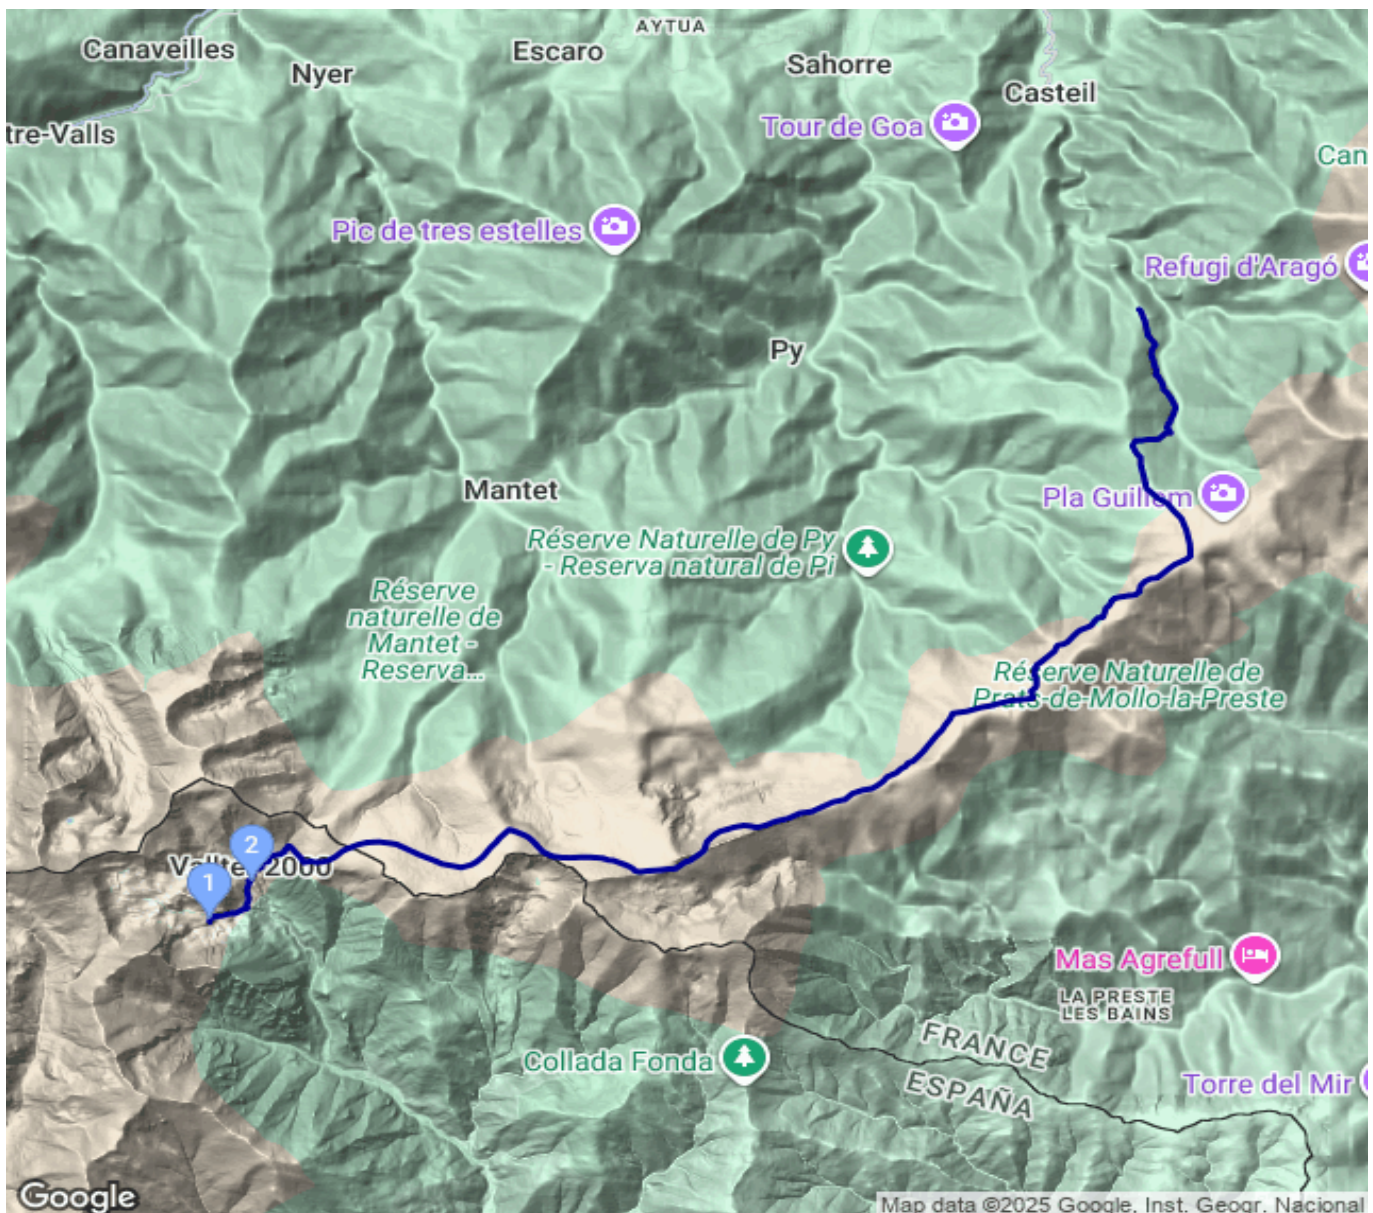 AYTUA
Canaveilles
Escaro
Nyer
Sahorre
Casteil
tre-Valls
Tour de Goa
Can
Pic de tres estelles
Refugi d'Aragó
Py
Mantet
Pla Guillem
Réserve Naturelle de Py
- Reserva natural de Pi
Réserve
naturelle de
Mantet -
Reserva...
Réserve Naturelle de
Prats-de-Mollo-la-Preste
2
Vallter 2000
1
Mas Agrefull
LA PRESTE
LES BAINS
FRANCE
Collada Fonda
ESPAÑA
Torre del Mir
Google
Map data ©2025 Google, Inst. Geogr. Nacional